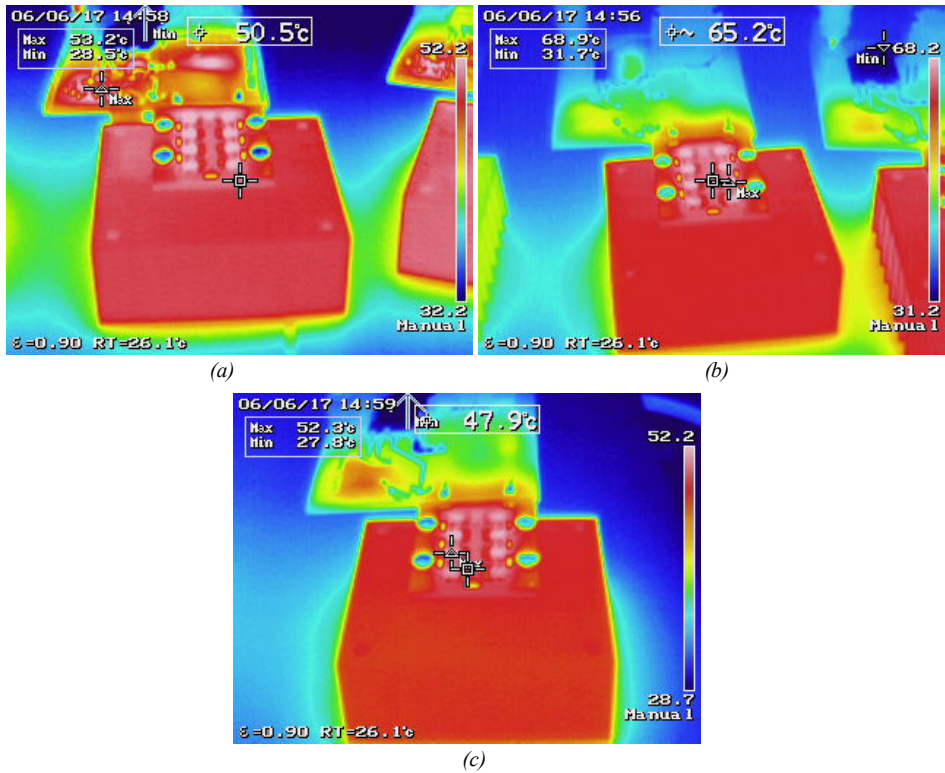 06/06/17 14:58
Min
50.5℃
Max 53.2℃
Min 28.5℃
52.2
Max
32.2
Manual
ε=0.90 RT=26.1℃
(a)
06/06/17 14:56
65.2℃
Max 68.9℃
Min 31.7℃
68.2
Min
Max
31.2
Manual
ε=0.90 RT=26.1℃
(b)
06/06/17 14:59
47.9℃
Max 52.3℃
Min 27.8℃
52.2
28.7
Manual
ε=0.90 RT=26.1℃
(c)